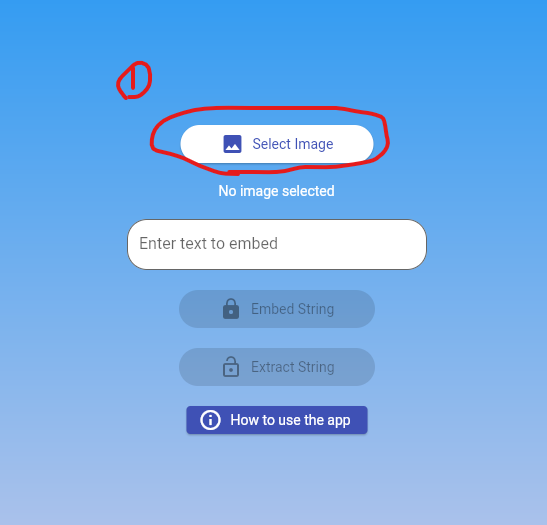 1
Select Image
No image selected
Enter text to embed
Embed String
Extract String
How to use the app